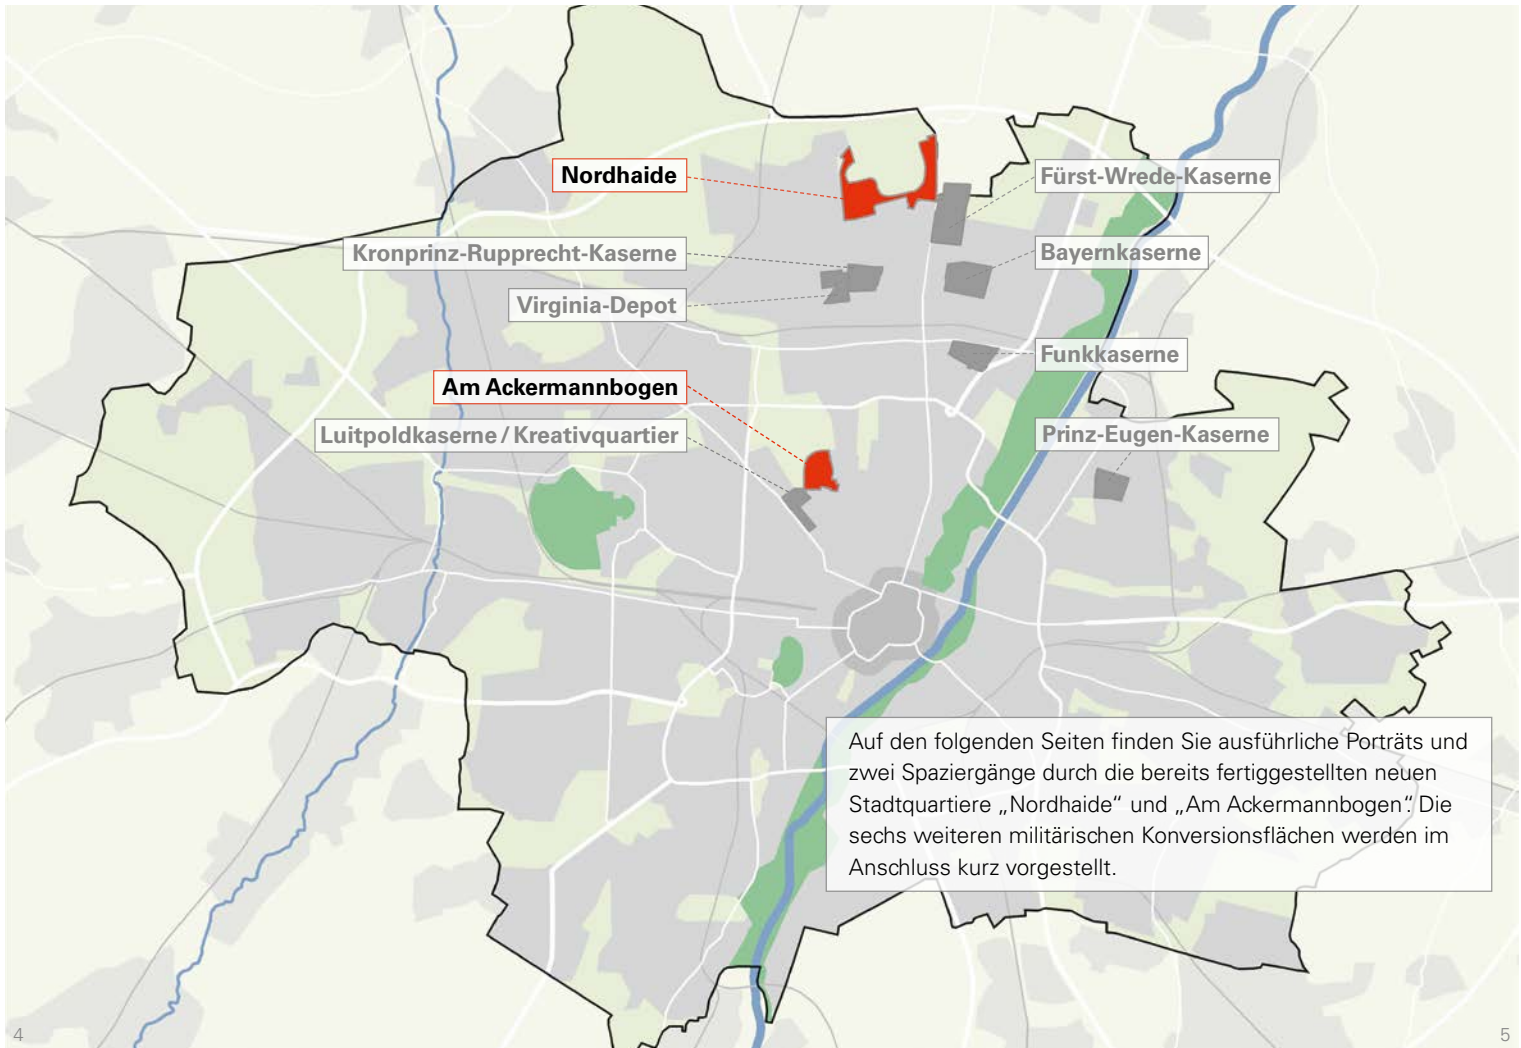 Nordhaide
Fürst-Wrede-Kaserne
Kronprinz-Rupprecht-Kaserne
Bayernkaserne
Virginia-Depot
Funkkaserne
Am Ackermannbogen
Luitpoldkaserne / Kreativquartier
Prinz-Eugen-Kaserne
Auf den folgenden Seiten finden Sie ausführliche Porträts und
zwei Spaziergänge durch die bereits fertiggestellten neuen
Stadtquartiere „Nordhaide“ und „Am Ackermannbogen“. Die
sechs weiteren militärischen Konversionsflächen werden im
Anschluss kurz vorgestellt.
4
5